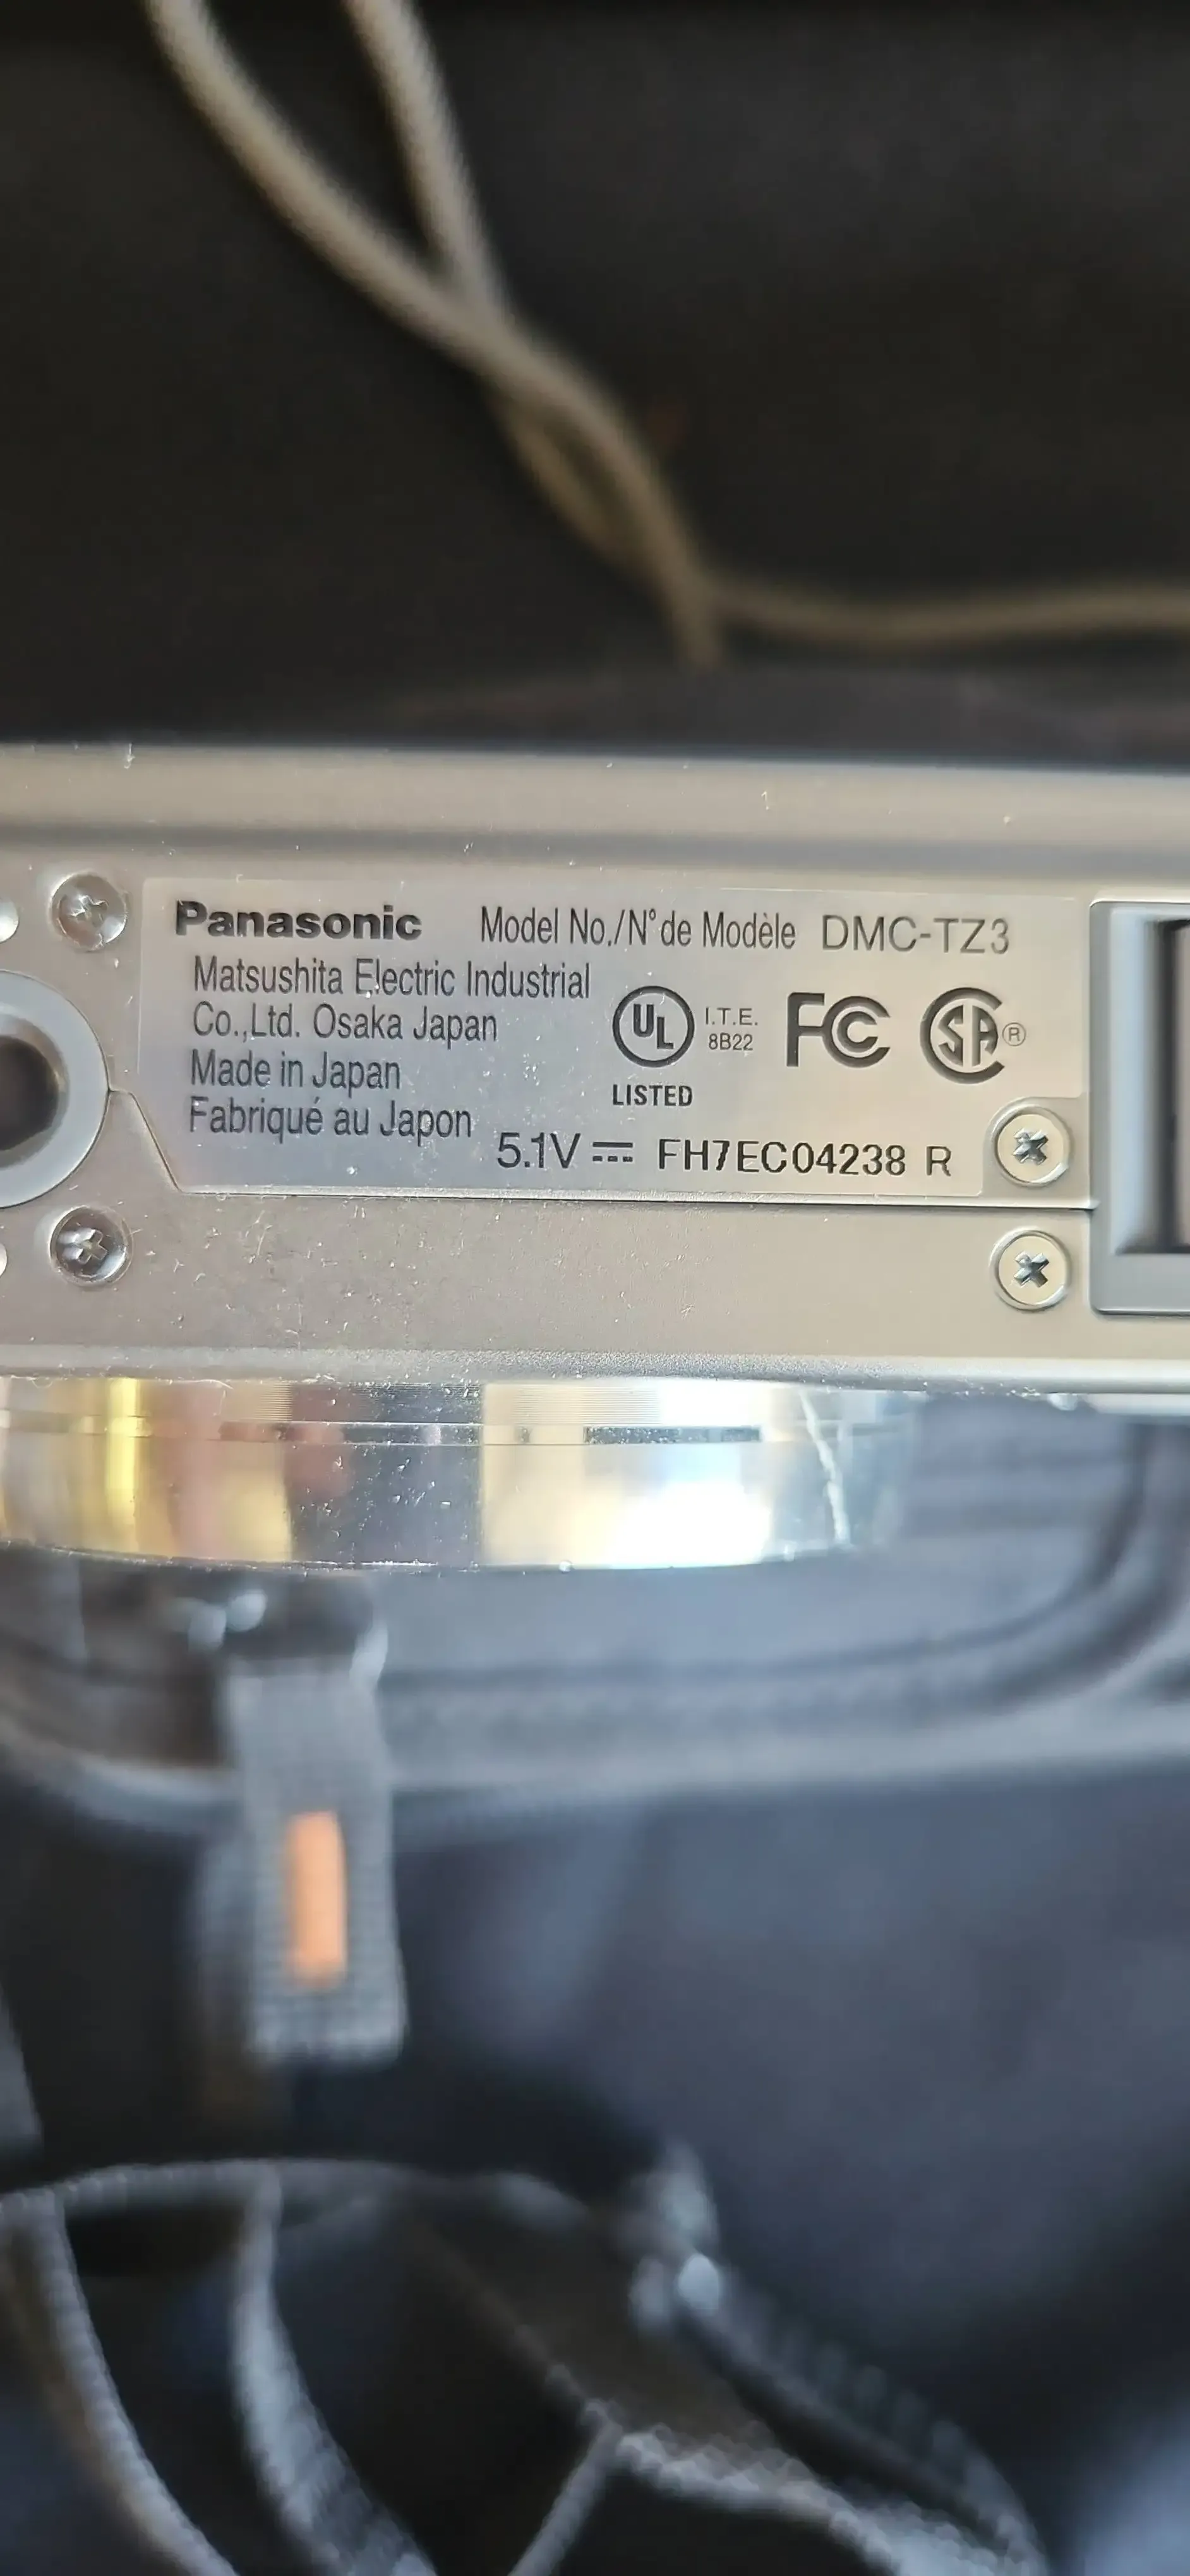 Panasonic Model No./N° de Modèle DMC-TZ3
Matsushita Electric Industrial
Co.,Ltd. Osaka Japan
Made in Japan
Fabriqué au Japon
UL I.T.E. 8B22
LISTED
FC SA ®
5.1V ⎓ FH7EC04238 R